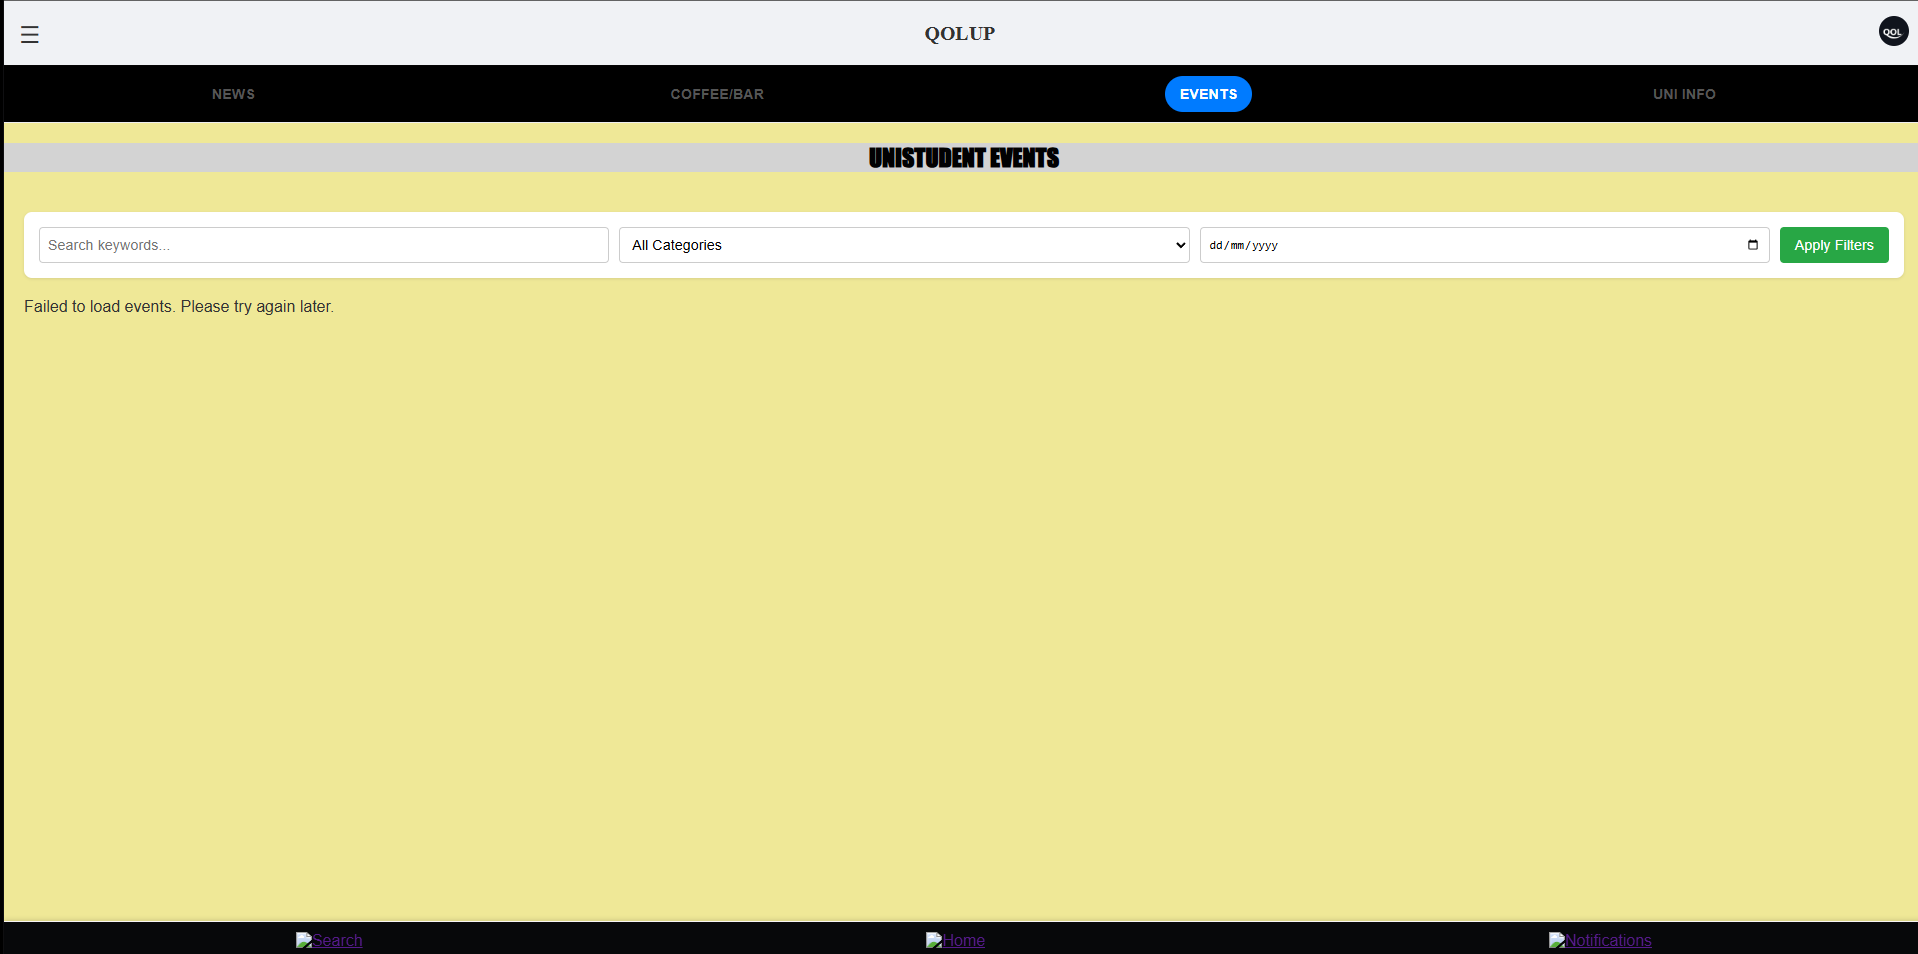 ☰ QOLUP QOL
NEWS COFFEE/BAR EVENTS UNI INFO
UNISTUDENT EVENTS
Search keywords... All Categories dd/mm/yyyy Apply Filters
Failed to load events. Please try again later.
Search Home Notifications